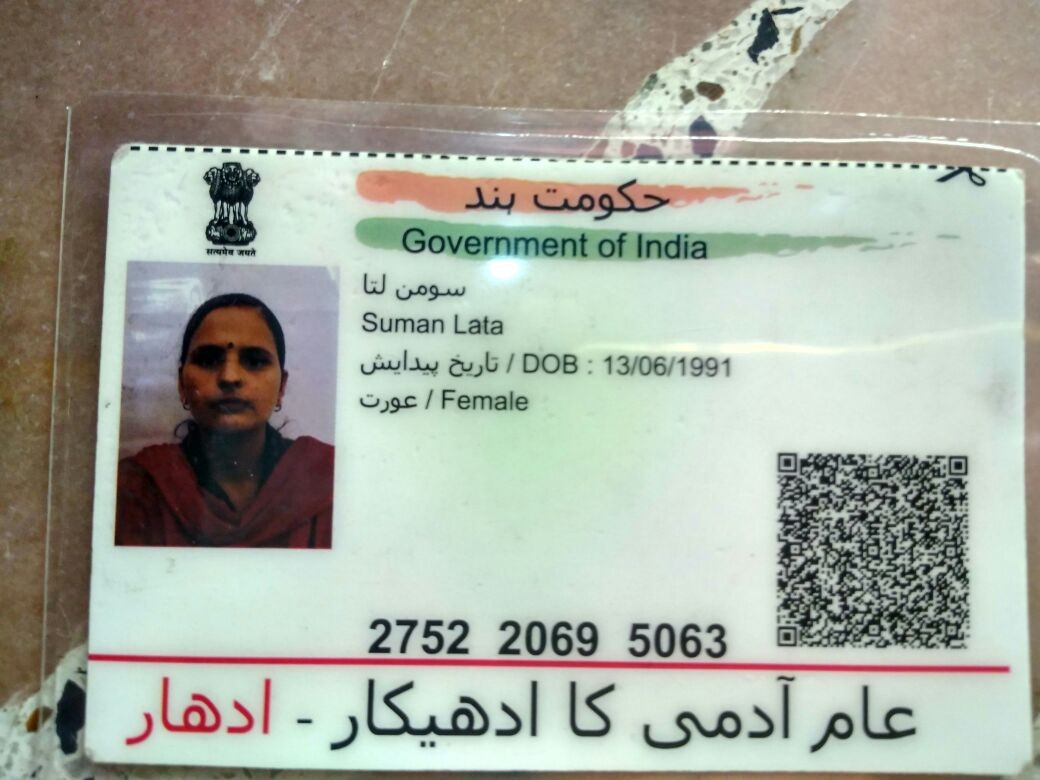 حکومت ہند
Government of India
सत्यमेव जयते
سومن لتا
Suman Lata
تاریخ پیدایش / DOB : 13/06/1991
عورت / Female
2752 2069 5063
عام آدمی کا ادھیکار - ادھار